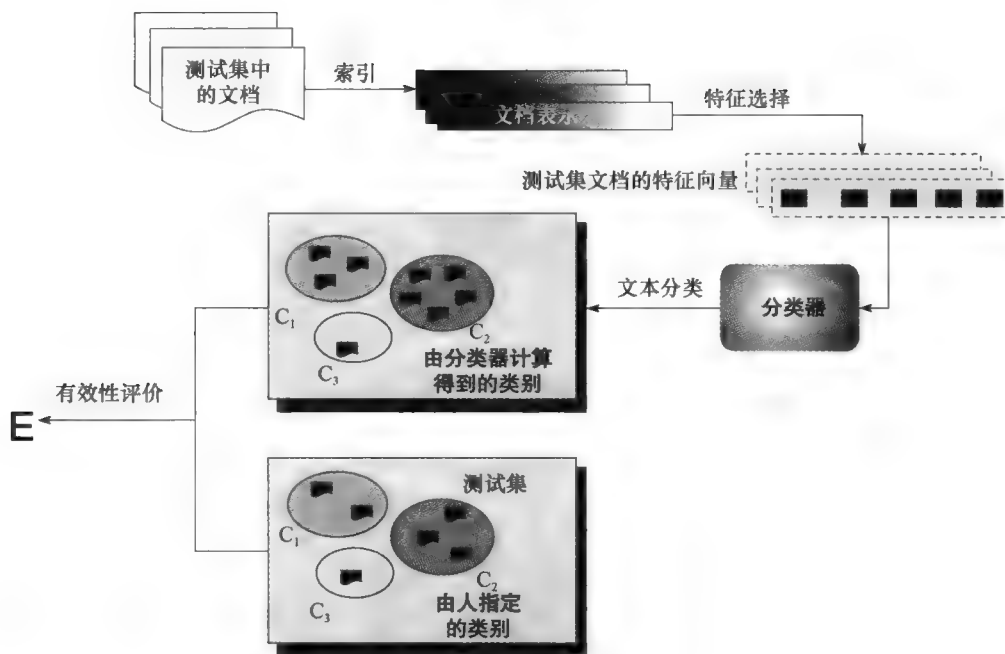 测试集中
的文档
索引
文档表示
特征选择
测试集文档的特征向量
分类器
文本分类
C₁
C₂
C₃
由分类器计算
得到的类别
有效性评价
E
测试集
C₁
C₂
C₃
由人指定
的类别